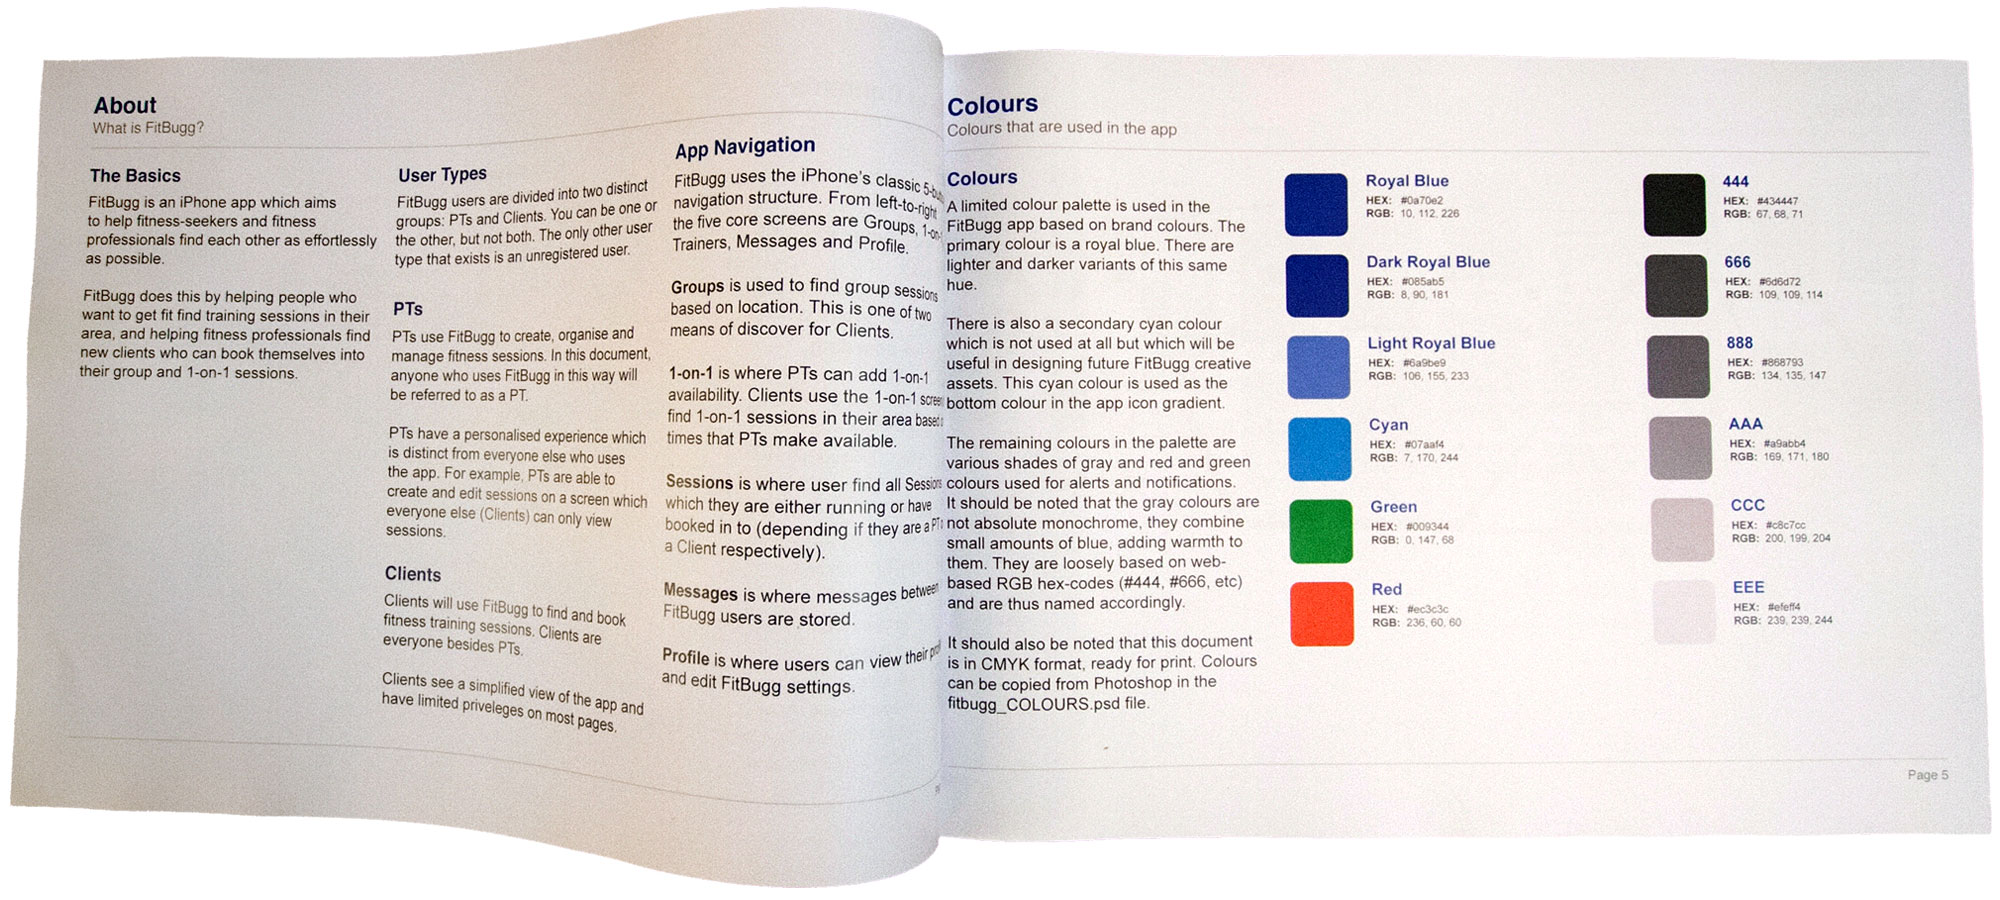 About
What is FitBugg?
The Basics
FitBugg is an iPhone app which aims
to help fitness-seekers and fitness
professionals find each other as effortlessly
as possible.
FitBugg does this by helping people who
want to get fit find training sessions in their
area, and helping fitness professionals find
new clients who can book themselves into
their group and 1-on-1 sessions.
User Types
FitBugg users are divided into two distinct
groups: PTs and Clients. You can be one or
the other, but not both. The only other user
type that exists is an unregistered user.
PTs
PTs use FitBugg to create, organise and
manage fitness sessions. In this document,
anyone who uses FitBugg in this way will
be referred to as a PT.
PTs have a personalised experience which
is distinct from everyone else who uses
the app. For example, PTs are able to
create and edit sessions on a screen which
everyone else (Clients) can only view
sessions.
Clients
Clients will use FitBugg to find and book
fitness training sessions. Clients are
everyone besides PTs.
Clients see a simplified view of the app and
have limited priveleges on most pages.
App Navigation
FitBugg uses the iPhone's classic
navigation structure. From left-to-right
the five core screens are Groups,
Trainers, Messages and Profile.
Groups is used to find group sessions
based on location. This is one of two
means of discover for Clients.
1-on-1 is where PTs can add 1-on-1
availability. Clients use the 1-on-1 screen
find 1-on-1 sessions in their area based
times that PTs make available.
Sessions is where user find all Sessions
which they are either running or have
booked in to (depending if they are a PT
a Client respectively).
Messages is where messages between
FitBugg users are stored.
Profile is where users can view their
and edit FitBugg settings.
Colours
Colours that are used in the app
Colours
A limited colour palette is used in the
FitBugg app based on brand colours. The
primary colour is a royal blue. There are
lighter and darker variants of this same
hue.
There is also a secondary cyan colour
which is not used at all but which will be
useful in designing future FitBugg creative
assets. This cyan colour is used as the
bottom colour in the app icon gradient.
The remaining colours in the palette are
various shades of gray and red and green
colours used for alerts and notifications.
It should be noted that the gray colours are
not absolute monochrome, they combine
small amounts of blue, adding warmth to
them. They are loosely based on web-
based RGB hex-codes (#444, #666, etc)
and are thus named accordingly.
It should also be noted that this document
is in CMYK format, ready for print. Colours
can be copied from Photoshop in the
fitbugg_COLOURS.psd file.
Royal Blue
HEX: #0a70e2
RGB: 10, 112, 226
Dark Royal Blue
HEX: #085ab5
RGB: 8, 90, 181
Light Royal Blue
HEX: #6a9be9
RGB: 106, 155, 233
Cyan
HEX: #07aaf4
RGB: 7, 170, 244
Green
HEX: #009344
RGB: 0, 147, 68
Red
HEX: #ec3c3c
RGB: 236, 60, 60
444
HEX: #434447
RGB: 67, 68, 71
666
HEX: #6d6d72
RGB: 109, 109, 114
888
HEX: #868793
RGB: 134, 135, 147
AAA
HEX: #a9abb4
RGB: 169, 171, 180
CCC
HEX: #c8c7cc
RGB: 200, 199, 204
EEE
HEX: #efeff4
RGB: 239, 239, 244
Page 5